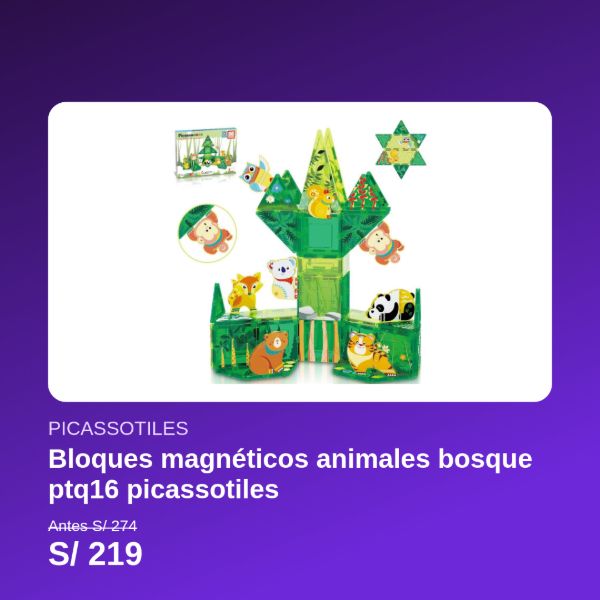 PICASSOTILES
Bloques magnéticos animales bosque
ptq16 picassotiles
Antes S/ 274
S/ 219